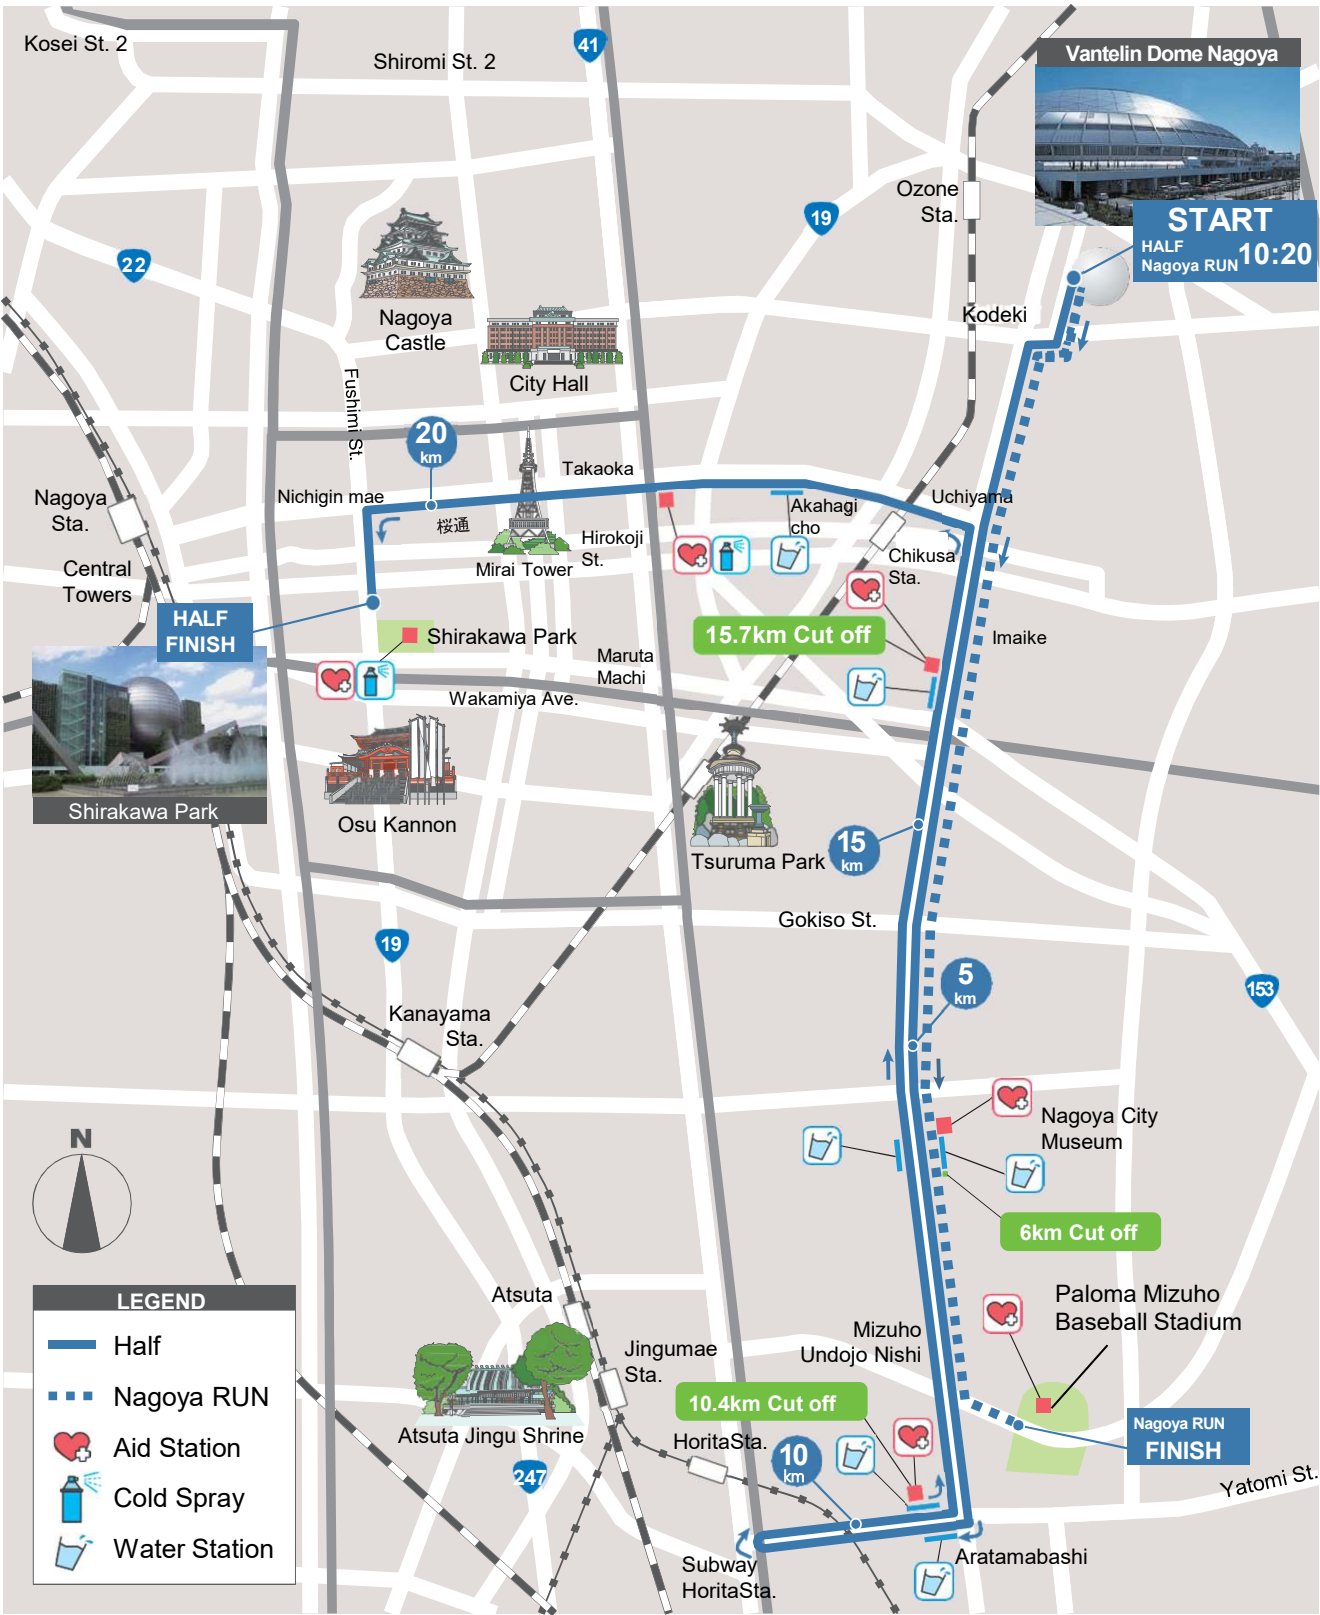 Kosei St. 2
Shiromi St. 2
41
Vantelin Dome Nagoya
Ozone
Sta.
19
START
HALF
Nagoya RUN
10:20
22
Kodeki
Nagoya
Castle
City Hall
Fushimi St.
20
km
Takaoka
Nichigin mae
桜通
Mirai Tower
Hirokoji
St.
Akahagi
cho
Uchiyama
Chikusa
Sta.
Nagoya
Sta.
Central
Towers
HALF
FINISH
Shirakawa Park
15.7km Cut off
Imaike
Maruta
Machi
Wakamiya Ave.
Shirakawa Park
Osu Kannon
Tsuruma Park
15
km
Gokiso St.
19
5
km
153
Kanayama
Sta.
Nagoya City
Museum
N
6km Cut off
LEGEND
Half
Nagoya RUN
Aid Station
Cold Spray
Water Station
Atsuta
Jingumae
Sta.
Atsuta Jingu Shrine
247
Mizuho
Undojo Nishi
Paloma Mizuho
Baseball Stadium
10.4km Cut off
HoritaSta.
10
km
Nagoya RUN
FINISH
Yatomi St.
Subway
HoritaSta.
Aratamabashi